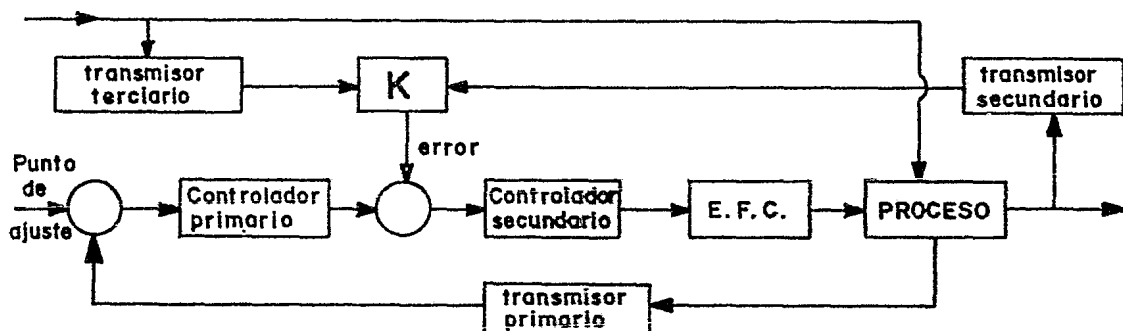 transmisor
terciario
K
transmisor
secundario
error
Punto
de
ajuste
Controlador
primario
Controlador
secundario
E. F. C.
PROCESO
transmisor
primario